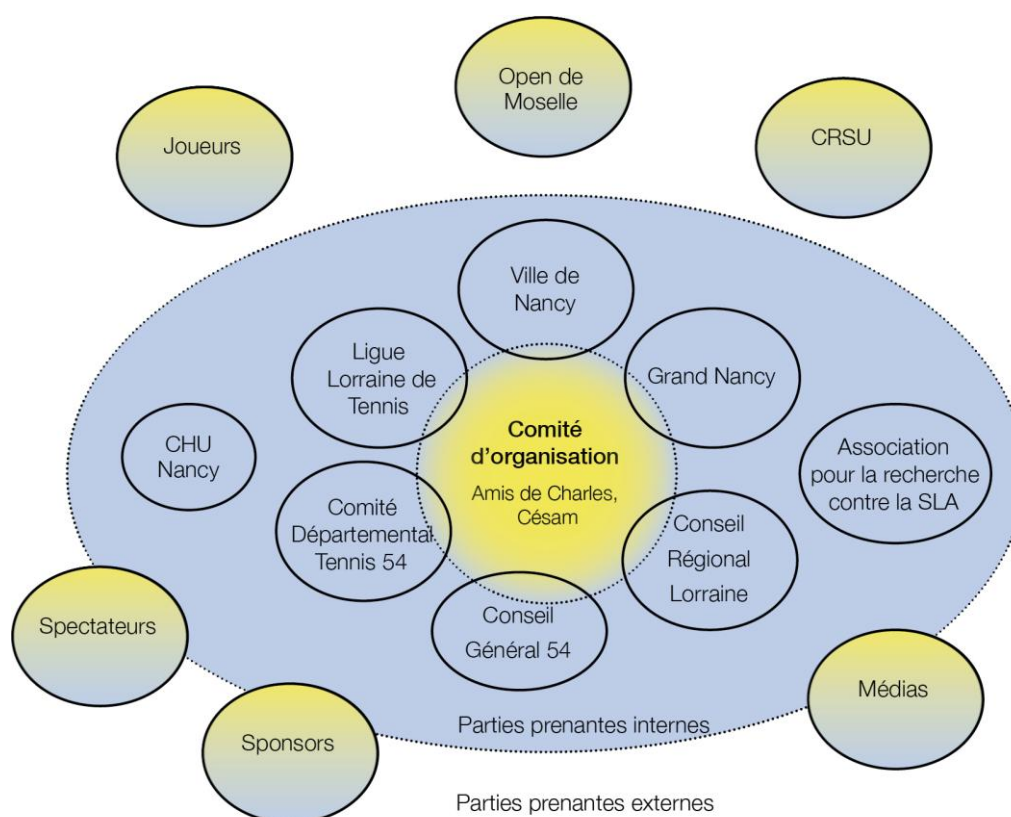 Open de
Moselle
Joueurs
CRSU
Ville de
Nancy
Ligue
Lorraine de
Tennis
Grand Nancy
Comité
d'organisation
Amis de Charles,
Césam
CHU
Nancy
Association
pour la recherche
contre la SLA
Comité
Départemental
Tennis 54
Conseil
Régional
Lorraine
Conseil
Général 54
Spectateurs
Médias
Sponsors
Parties prenantes internes
Parties prenantes externes